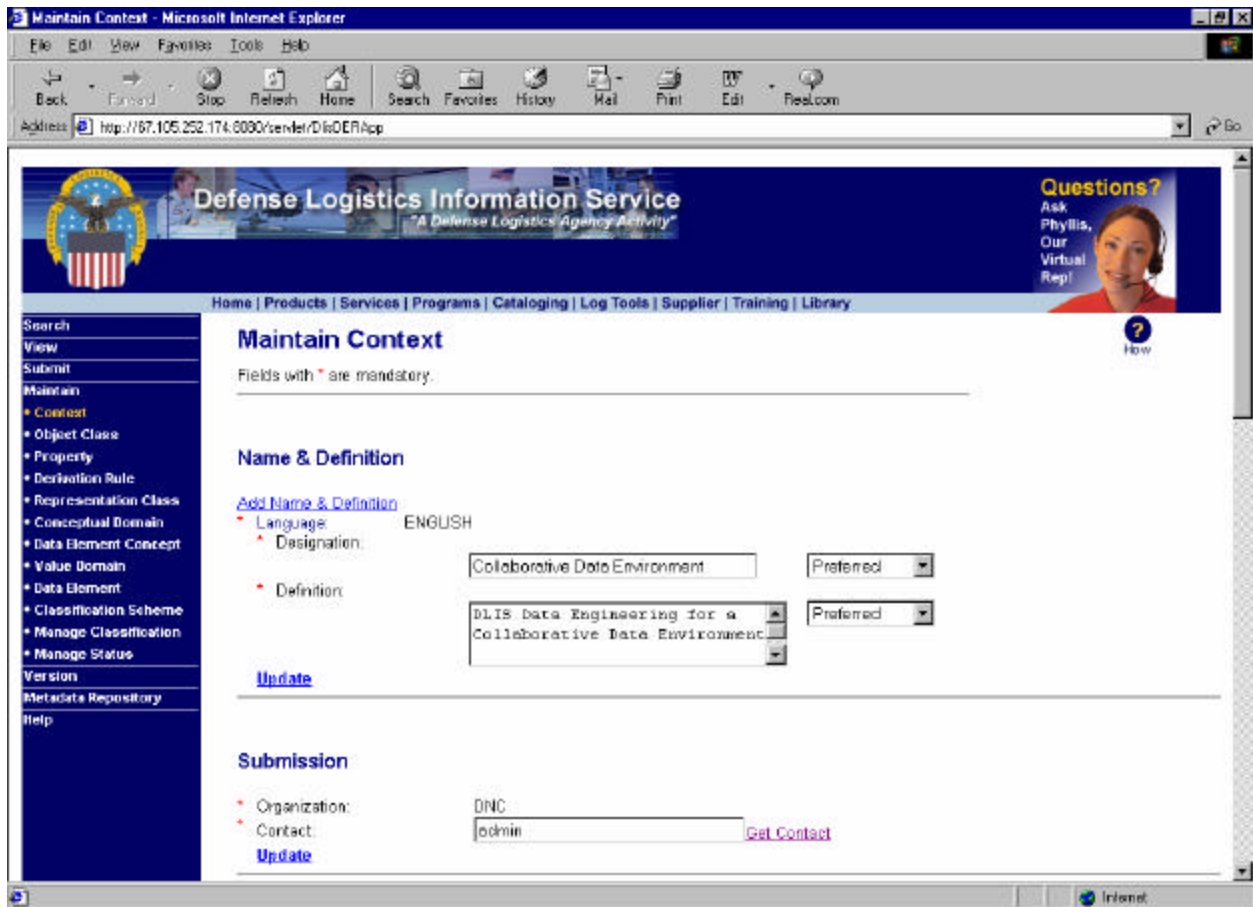 Maintain Context - Microsoft Internet Explorer
File Edit View Favorites Tools Help
Back Forward Stop Refresh Home Search Favorites History Mail Print Edit Real.com
Address http://67.105.252.174:8080/servlet/DlisDERApp Go
Defense Logistics Information Service
"A Defense Logistics Agency Activity"
Questions?
Ask
Phyllis,
Our
Virtual
Rep!
Home | Products | Services | Programs | Cataloging | Log Tools | Supplier | Training | Library
Search
View
Submit
Maintain
• Context
• Object Class
• Property
• Derivation Rule
• Representation Class
• Conceptual Domain
• Data Element Concept
• Value Domain
• Data Element
• Classification Scheme
• Manage Classification
• Manage Status
Version
Metadata Repository
Help
Maintain Context
?
How
Fields with * are mandatory.
Name & Definition
Add Name & Definition
* Language: ENGLISH
* Designation:
Collaborative Data Environment Preferred
* Definition:
DLIS Data Engineering for a Preferred
Collaborative Data Environment
Update
Submission
* Organization: DNC
* Contact: admin Get Contact
Update
Internet